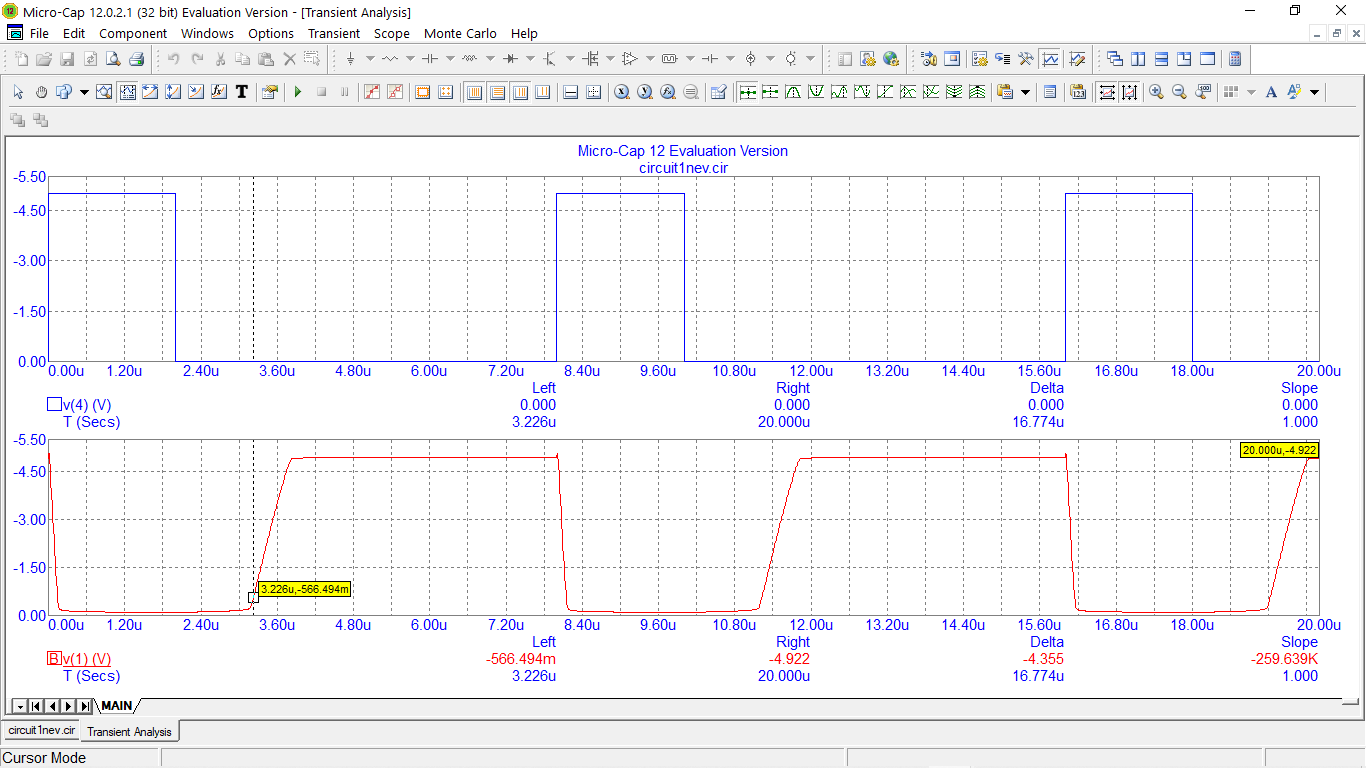 Micro-Cap 12.0.2.1 (32 bit) Evaluation Version - [Transient Analysis]
File Edit Component Windows Options Transient Scope Monte Carlo Help
Micro-Cap 12 Evaluation Version
circuit1nev.cir
-5.50
-4.50
-3.00
-1.50
0.00
0.00u 1.20u 2.40u 3.60u 4.80u 6.00u 7.20u 8.40u 9.60u 10.80u 12.00u 13.20u 14.40u 15.60u 16.80u 18.00u 20.00u
Left Right Delta Slope
v(4) (V) 0.000 0.000 0.000 0.000
T (Secs) 3.226u 20.000u 16.774u 1.000
-5.50
20.000u,-4.922
-4.50
-3.00
-1.50
3.226u,-566.494m
0.00
0.00u 1.20u 2.40u 3.60u 4.80u 6.00u 7.20u 8.40u 9.60u 10.80u 12.00u 13.20u 14.40u 15.60u 16.80u 18.00u 20.00u
Left Right Delta Slope
B v(1) (V) -566.494m -4.922 -4.355 -259.639K
T (Secs) 3.226u 20.000u 16.774u 1.000
MAIN
circuit1nev.cir Transient Analysis
Cursor Mode